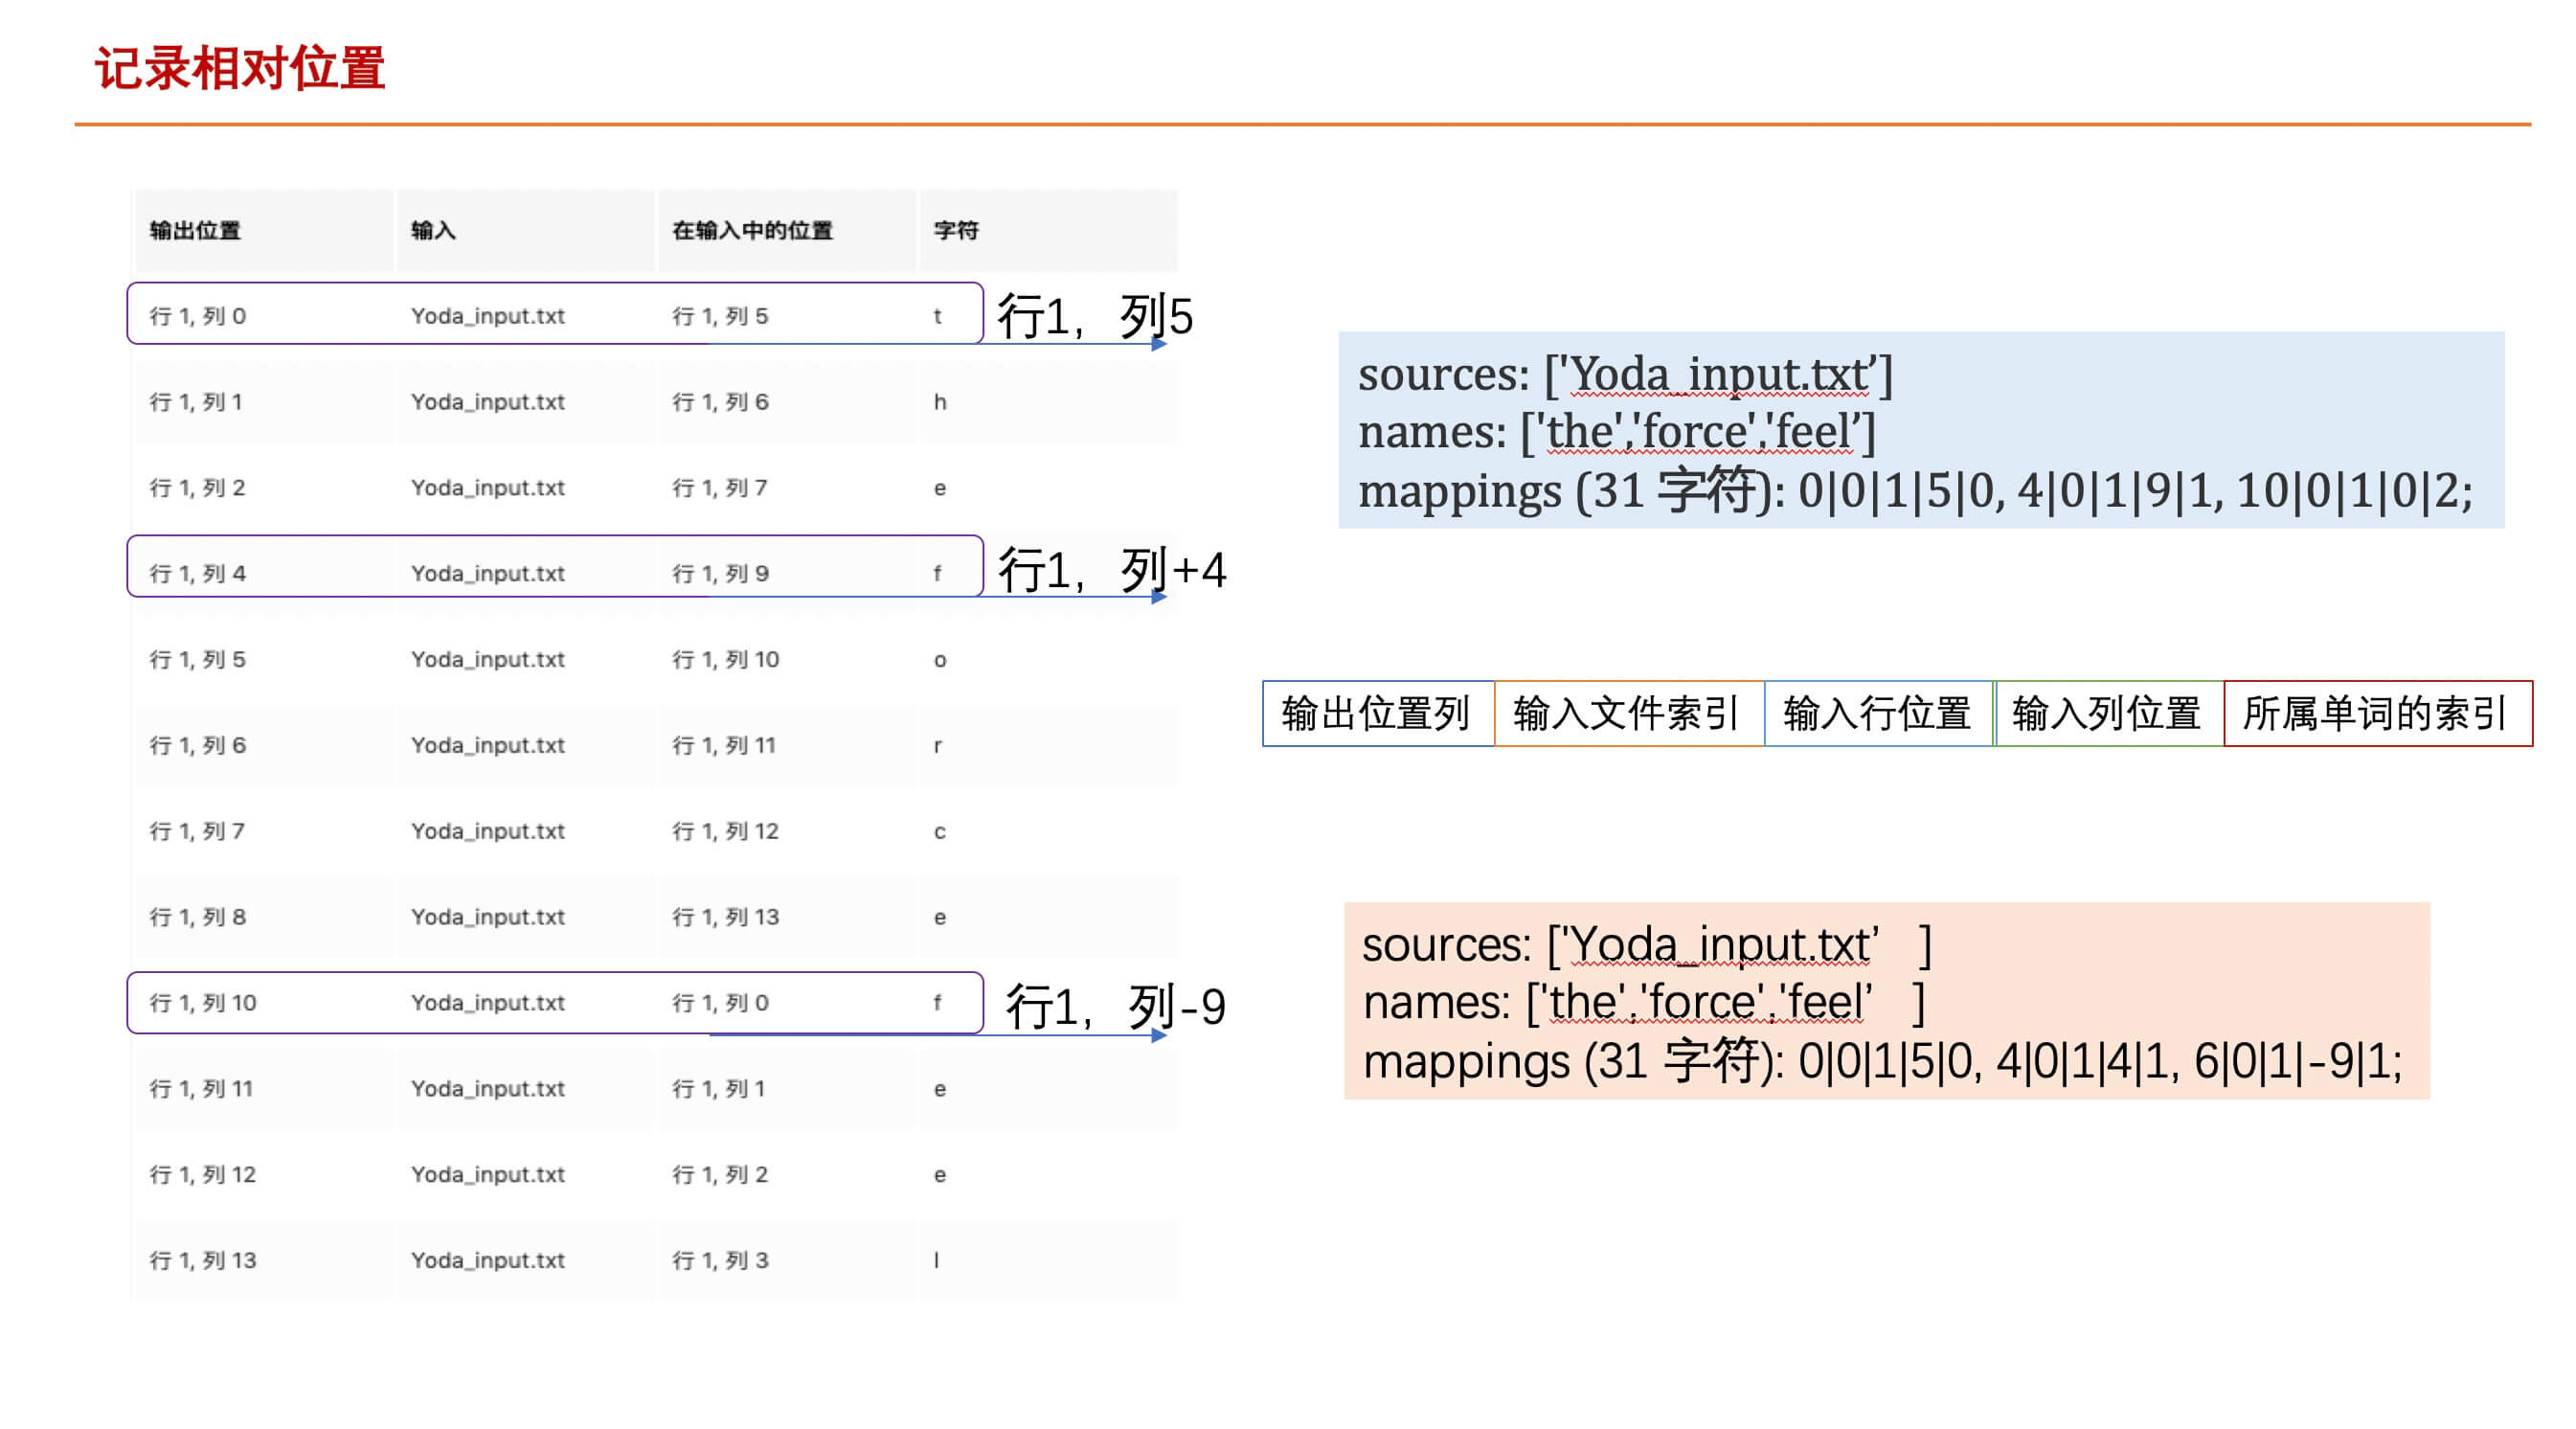 记录相对位置
输出位置 输入 在输入中的位置 字符
行 1, 列 0 Yoda_input.txt 行 1, 列 5 t 行1，列5
行 1, 列 1 Yoda_input.txt 行 1, 列 6 h
行 1, 列 2 Yoda_input.txt 行 1, 列 7 e
行 1, 列 4 Yoda_input.txt 行 1, 列 9 f 行1，列+4
行 1, 列 5 Yoda_input.txt 行 1, 列 10 o
行 1, 列 6 Yoda_input.txt 行 1, 列 11 r
行 1, 列 7 Yoda_input.txt 行 1, 列 12 c
行 1, 列 8 Yoda_input.txt 行 1, 列 13 e
行 1, 列 10 Yoda_input.txt 行 1, 列 0 f 行1，列-9
行 1, 列 11 Yoda_input.txt 行 1, 列 1 e
行 1, 列 12 Yoda_input.txt 行 1, 列 2 e
行 1, 列 13 Yoda_input.txt 行 1, 列 3 l
sources: ['Yoda_input.txt’]
names: ['the','force','feel’]
mappings (31 字符): 0|0|1|5|0, 4|0|1|9|1, 10|0|1|0|2;
输出位置列 输入文件索引 输入行位置 输入列位置 所属单词的索引
sources: ['Yoda_input.txt’ ]
names: ['the','force','feel’ ]
mappings (31 字符): 0|0|1|5|0, 4|0|1|4|1, 6|0|1|-9|1;